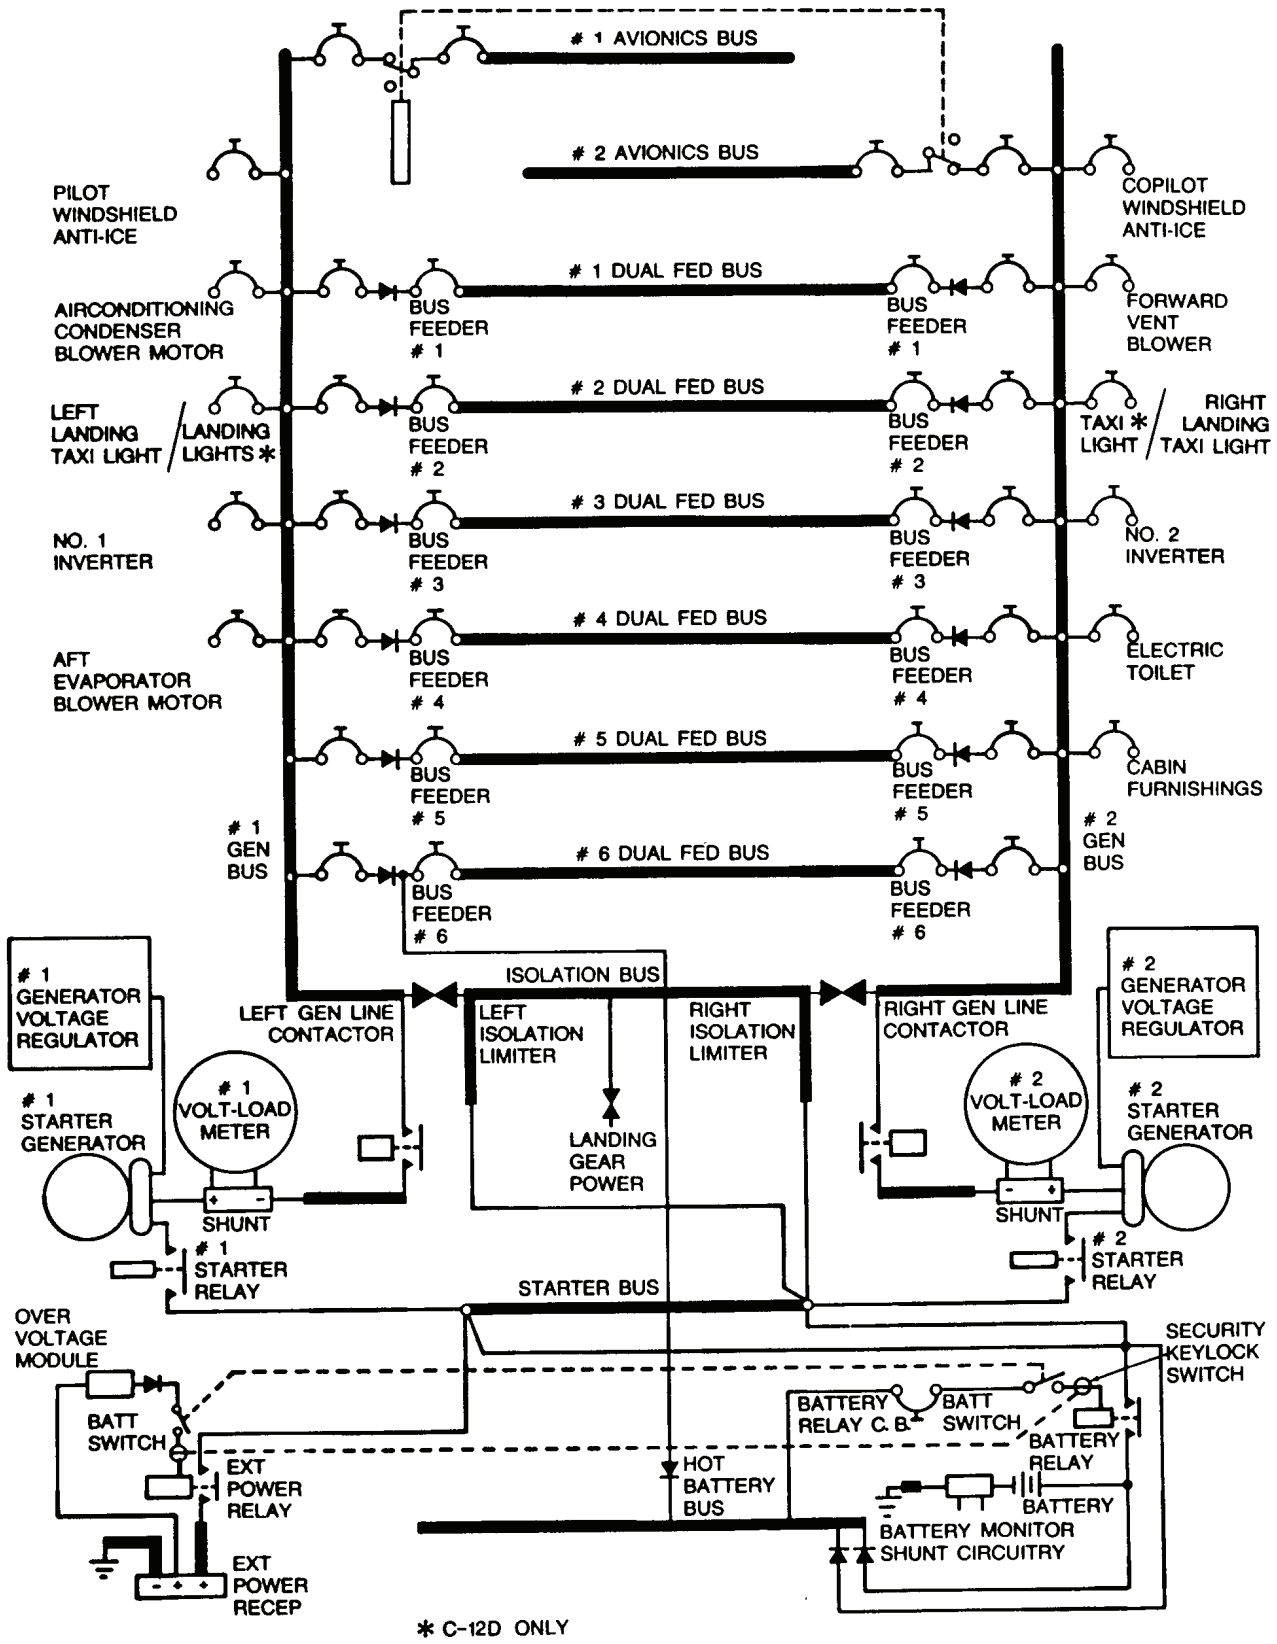 # 1 AVIONICS BUS
# 2 AVIONICS BUS
PILOT
WINDSHIELD
ANTI-ICE
COPILOT
WINDSHIELD
ANTI-ICE
# 1 DUAL FED BUS
AIRCONDITIONING
CONDENSER
BLOWER MOTOR
BUS
FEEDER
# 1
BUS
FEEDER
# 1
FORWARD
VENT
BLOWER
# 2 DUAL FED BUS
LEFT
LANDING
TAXI LIGHT
/
LANDING
LIGHTS *
BUS
FEEDER
# 2
BUS
FEEDER
# 2
TAXI *
LIGHT
/
RIGHT
LANDING
TAXI LIGHT
# 3 DUAL FED BUS
NO. 1
INVERTER
BUS
FEEDER
# 3
BUS
FEEDER
# 3
NO. 2
INVERTER
# 4 DUAL FED BUS
AFT
EVAPORATOR
BLOWER MOTOR
BUS
FEEDER
# 4
BUS
FEEDER
# 4
ELECTRIC
TOILET
# 5 DUAL FED BUS
BUS
FEEDER
# 5
BUS
FEEDER
# 5
CABIN
FURNISHINGS
# 1
GEN
BUS
# 2
GEN
BUS
# 6 DUAL FED BUS
BUS
FEEDER
# 6
BUS
FEEDER
# 6
# 1
GENERATOR
VOLTAGE
REGULATOR
ISOLATION BUS
# 2
GENERATOR
VOLTAGE
REGULATOR
LEFT GEN LINE
CONTACTOR
LEFT
ISOLATION
LIMITER
RIGHT
ISOLATION
LIMITER
RIGHT GEN LINE
CONTACTOR
# 1
STARTER
GENERATOR
# 1
VOLT-LOAD
METER
LANDING
GEAR
POWER
# 2
VOLT-LOAD
METER
# 2
STARTER
GENERATOR
+ -
SHUNT
- +
SHUNT
# 1
STARTER
RELAY
# 2
STARTER
RELAY
STARTER BUS
OVER
VOLTAGE
MODULE
SECURITY
KEYLOCK
SWITCH
BATT
SWITCH
BATTERY
RELAY C.B.
BATT
SWITCH
BATTERY
RELAY
EXT
POWER
RELAY
HOT
BATTERY
BUS
BATTERY
BATTERY MONITOR
SHUNT CIRCUITRY
- + +
EXT
POWER
RECEP
* C-12D ONLY